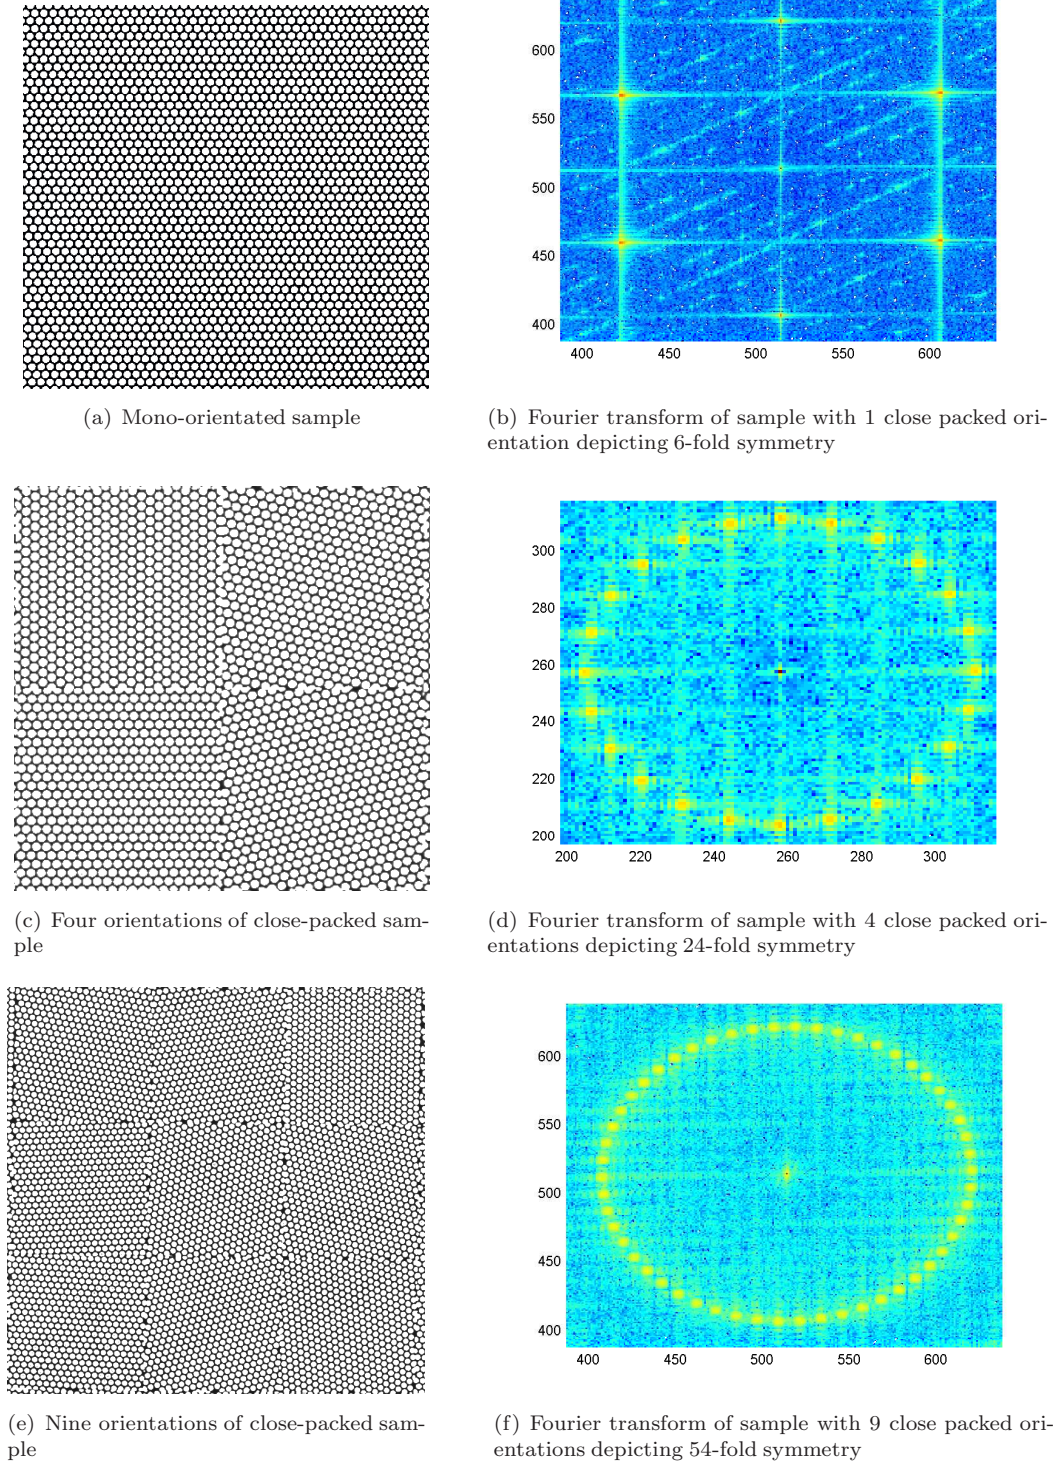 600
550
500
450
400
400 450 500 550 600
(a) Mono-orientated sample
(b) Fourier transform of sample with 1 close packed ori-
entation depicting 6-fold symmetry
300
280
260
240
220
200
200 220 240 260 280 300
(c) Four orientations of close-packed sam-
ple
(d) Fourier transform of sample with 4 close packed ori-
entations depicting 24-fold symmetry
600
550
500
450
400
400 450 500 550 600
(e) Nine orientations of close-packed sam-
ple
(f) Fourier transform of sample with 9 close packed ori-
entations depicting 54-fold symmetry